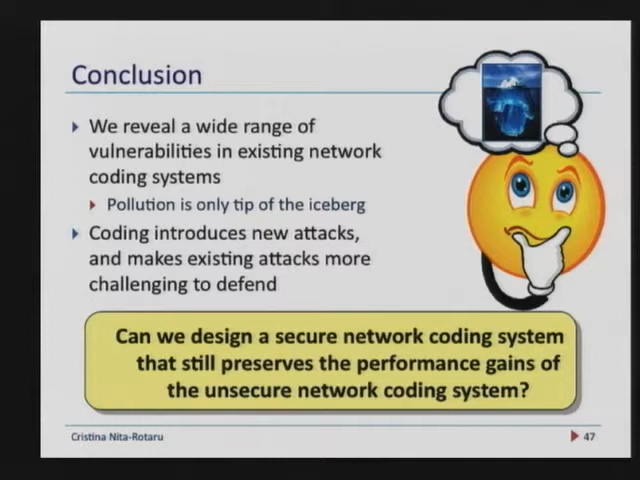 Conclusion
We reveal a wide range of
vulnerabilities in existing network
coding systems
Pollution is only tip of the iceberg
Coding introduces new attacks,
and makes existing attacks more
challenging to defend
Can we design a secure network coding system
that still preserves the performance gains of
the unsecure network coding system?
Cristina Nita-Rotaru
47